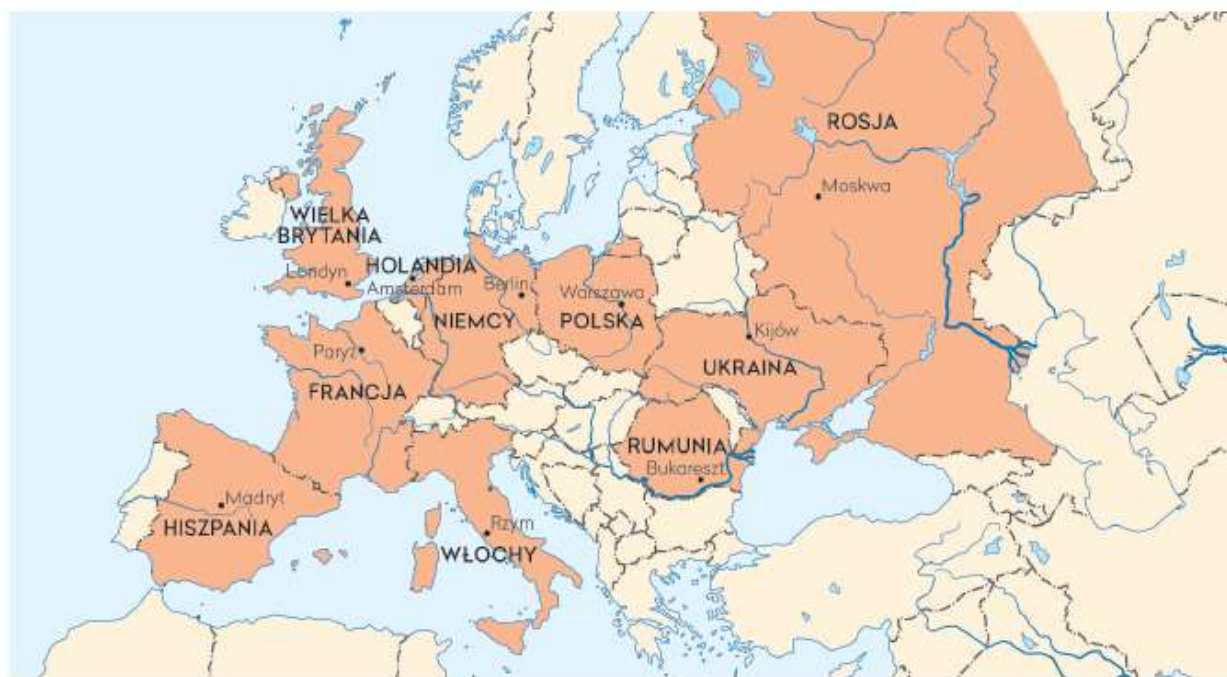 ROSJA
Moskwa
WIELKA
BRYTANIA
HOLANDIA
Londyn
Amsterdam
Berlin
Warszawa
NIEMCY
POLSKA
Kijów
Paryż
UKRAINA
FRANCJA
RUMUNIA
Bukareszt
Madryt
HISZPANIA
Rzym
WŁOCHY